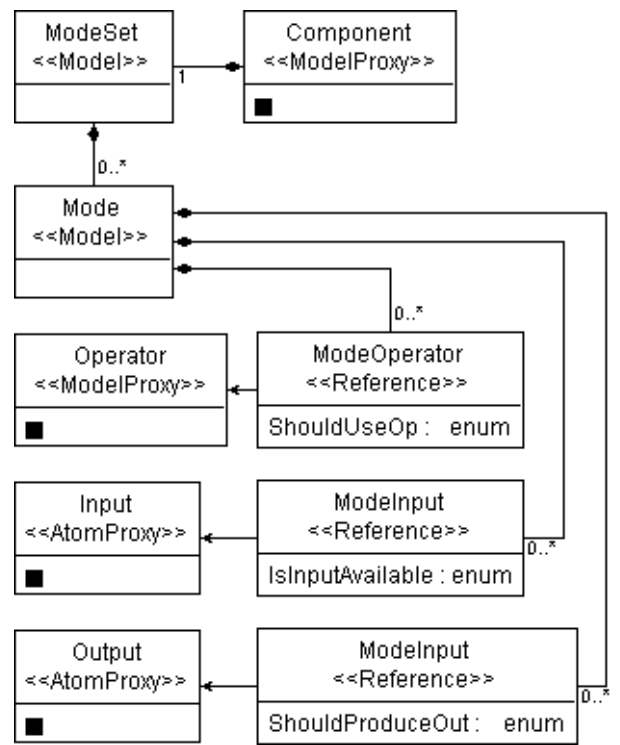 ModeSet
<<Model>>
Component
<<ModelProxy>>
1
0..*
Mode
<<Model>>
0..*
Operator
<<ModelProxy>>
ModeOperator
<<Reference>>
ShouldUseOp : enum
Input
<<AtomProxy>>
ModeInput
<<Reference>>
IsInputAvailable : enum
0..*
Output
<<AtomProxy>>
ModeInput
<<Reference>>
ShouldProduceOut : enum
0..*